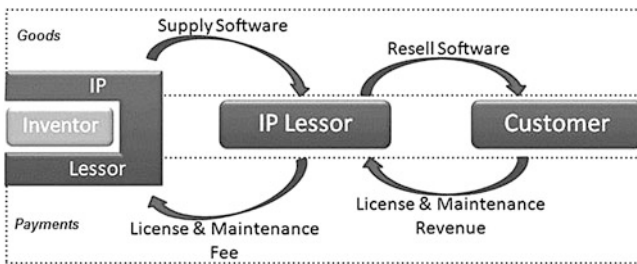 Goods
Supply Software
Resell Software
IP
Inventor
Lessor
IP Lessor
Customer
License & Maintenance
Fee
License & Maintenance
Revenue
Payments